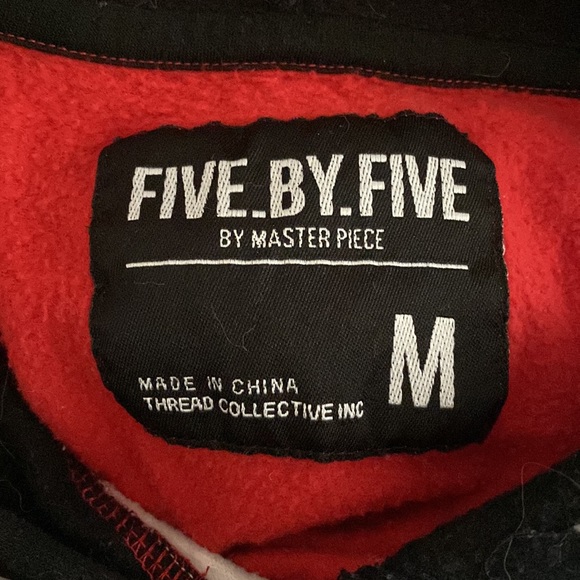 FIVE.BY.FIVE
BY MASTER PIECE
M
MADE IN CHINA
THREAD COLLECTIVE INC